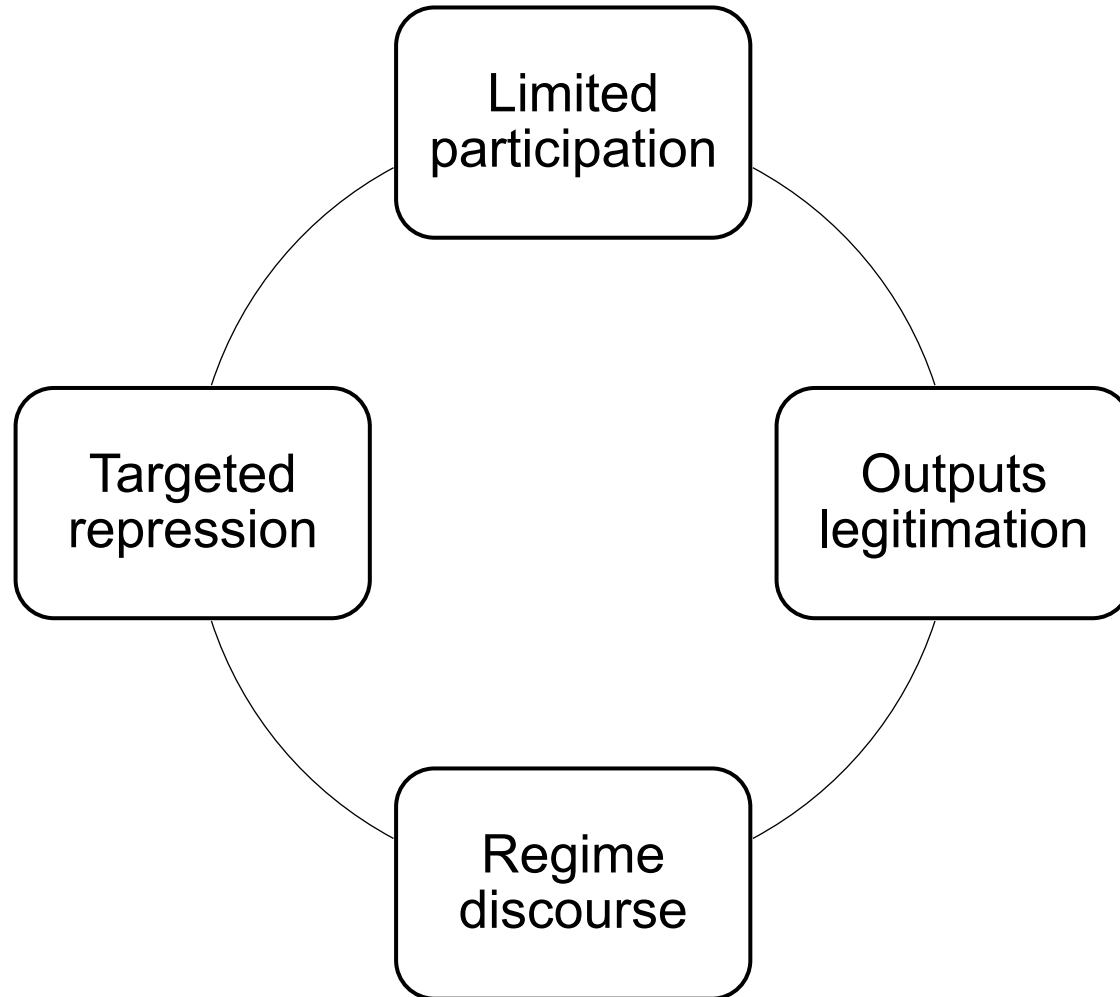 Limited
participation
Targeted
repression
Outputs
legitimation
Regime
discourse